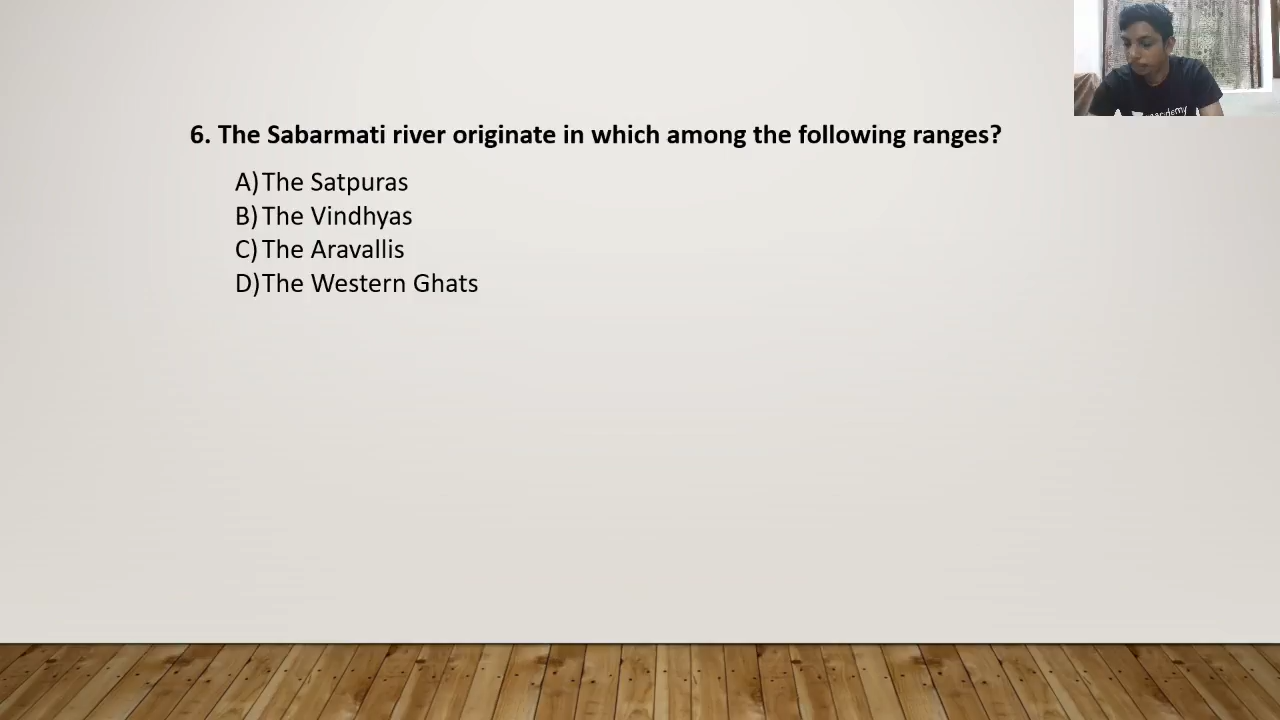 6. The Sabarmati river originate in which among the following ranges?
A) The Satpuras
B) The Vindhyas
C) The Aravallis
D) The Western Ghats